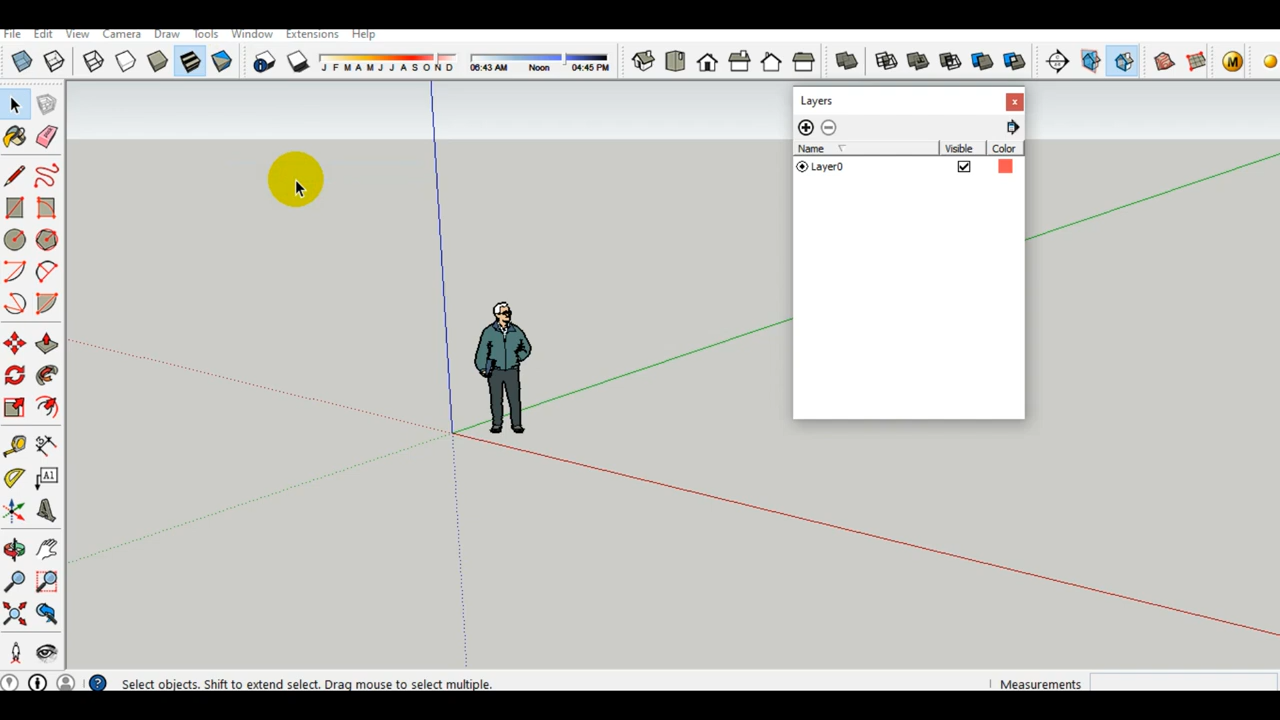 File Edit View Camera Draw Tools Window Extensions Help
J F M A M J J A S O N D 06:43 AM Noon 04:45 PM
M
Layers x
Name Visible Color
Layer0
A1
Select objects. Shift to extend select. Drag mouse to select multiple. Measurements